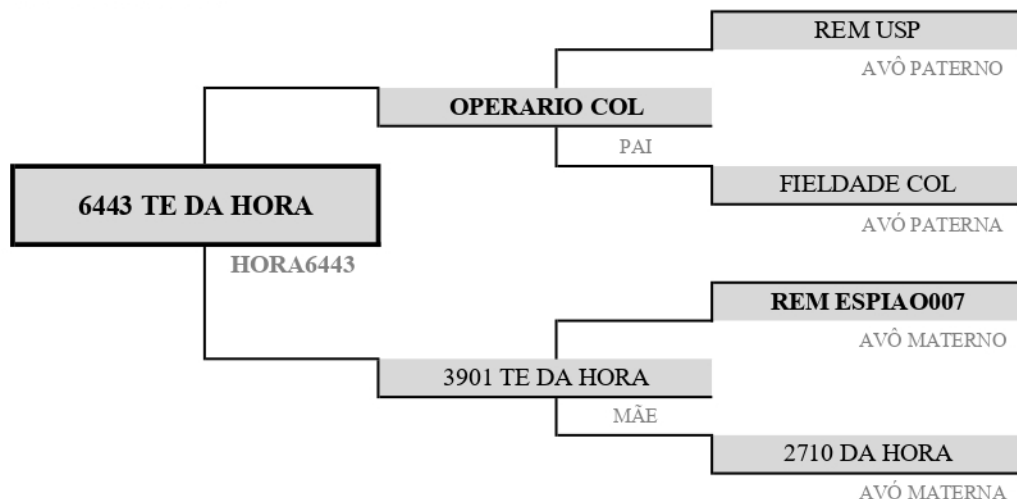 REM USP
AVÔ PATERNO
OPERARIO COL
PAI
FIELDADE COL
AVÓ PATERNA
6443 TE DA HORA
HORA6443
REM ESPIAO007
AVÔ MATERNO
3901 TE DA HORA
MÃE
2710 DA HORA
AVÓ MATERNA